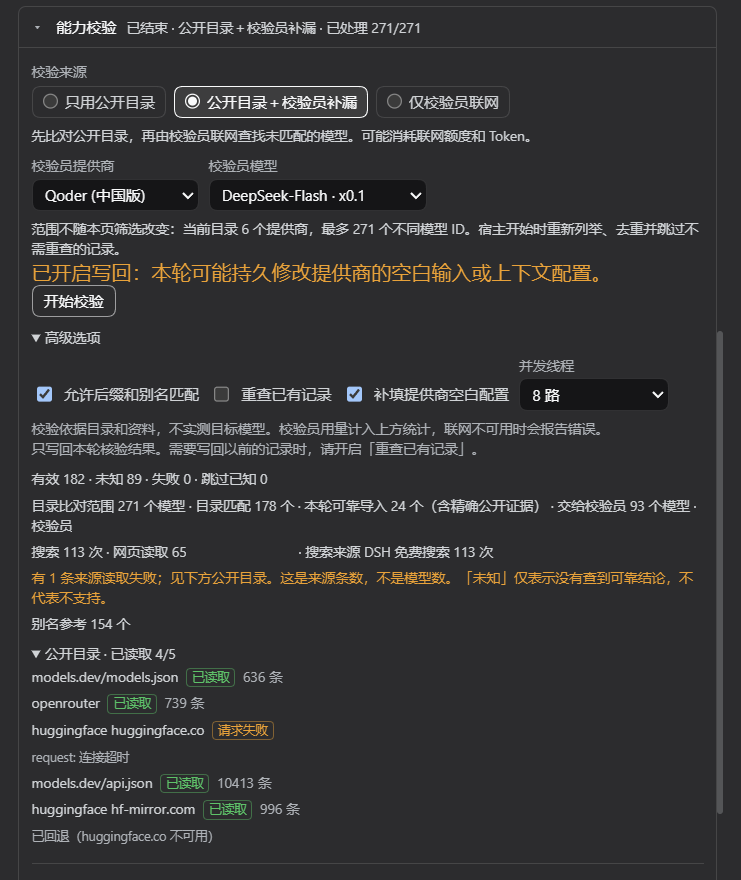 能力校验 已结束 · 公开目录 + 校验员补漏 · 已处理 271/271
校验来源
只用公开目录 公开目录 + 校验员补漏 仅校验员联网
先比对公开目录，再由校验员联网查找未匹配的模型。可能消耗联网额度和 Token。
校验员提供商 校验员模型
Qoder (中国版) DeepSeek-Flash · x0.1
范围不随本页筛选改变：当前目录 6 个提供商，最多 271 个不同模型 ID。宿主开始时重新列举、去重并跳过不
需重查的记录。
已开启写回：本轮可能持久修改提供商的空白输入或上下文配置。
开始校验
▼ 高级选项
并发线程
允许后缀和别名匹配 重查已有记录 补填提供商空白配置 8 路
校验依据目录和资料，不实测目标模型。校验员用量计入上方统计，联网不可用时会报告错误。
只写回本轮核验结果。需要写回以前的记录时，请开启「重查已有记录」。
有效 182 · 未知 89 · 失败 0 · 跳过已知 0
目录比对范围 271 个模型 · 目录匹配 178 个 · 本轮可靠导入 24 个（含精确公开证据） · 交给校验员 93 个模型 ·
校验员
搜索 113 次 · 网页读取 65 · 搜索来源 DSH 免费搜索 113 次
有 1 条来源读取失败；见下方公开目录。这是来源条数，不是模型数。「未知」仅表示没有查到可靠结论，不
代表不支持。
别名参考 154 个
▼ 公开目录 · 已读取 4/5
models.dev/models.json 已读取 636 条
openrouter 已读取 739 条
huggingface huggingface.co 请求失败
request: 连接超时
models.dev/api.json 已读取 10413 条
huggingface hf-mirror.com 已读取 996 条
已回退（huggingface.co 不可用）